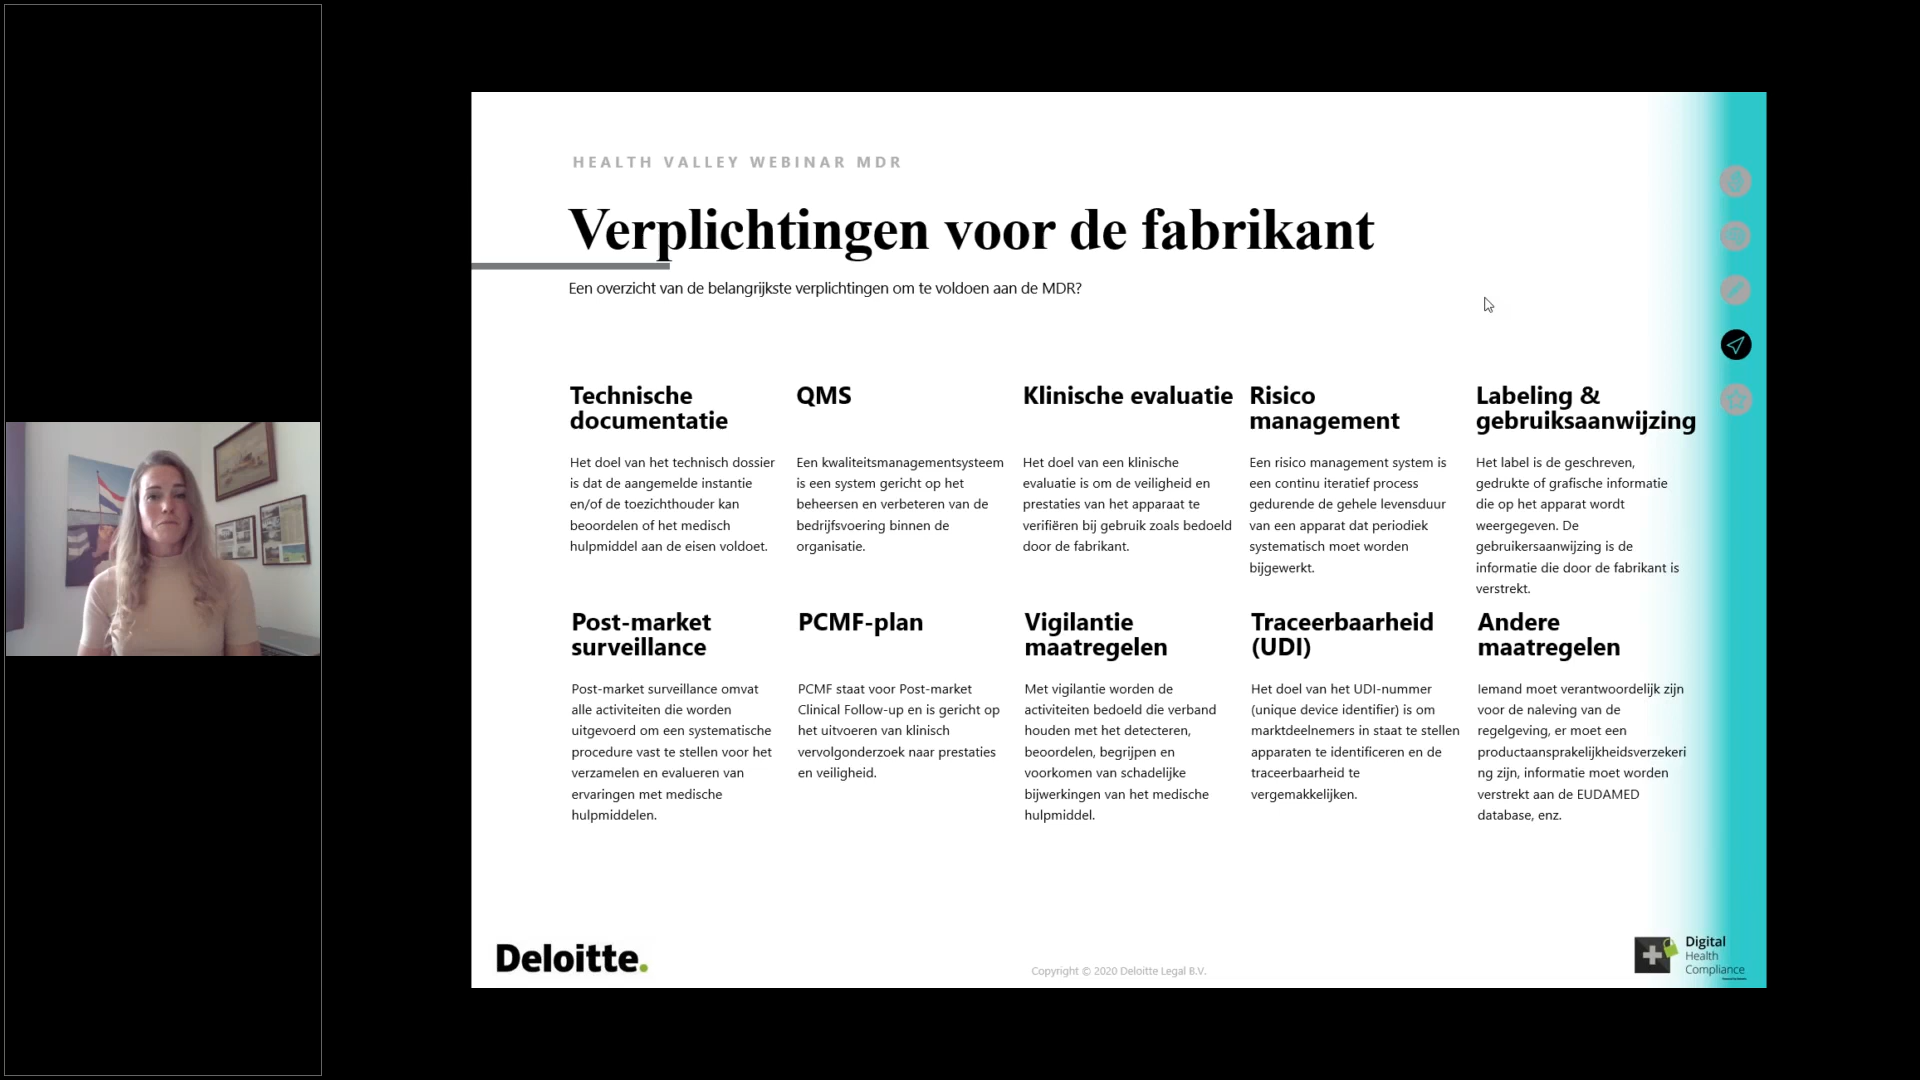 HEALTH VALLEY WEBINAR MDR
Verplichtingen voor de fabrikant
Een overzicht van de belangrijkste verplichtingen om te voldoen aan de MDR?
Technische
documentatie
Het doel van het technisch dossier
is dat de aangemelde instantie
en/of de toezichthouder kan
beoordelen of het medisch
hulpmiddel aan de eisen voldoet.
QMS
Een kwaliteitsmanagementsysteem
is een system gericht op het
beheersen en verbeteren van de
bedrijfsvoering binnen de
organisatie.
Klinische evaluatie
Het doel van een klinische
evaluatie is om de veiligheid en
prestaties van het apparaat te
verifiëren bij gebruik zoals bedoeld
door de fabrikant.
Risico
management
Een risico management system is
een continu iteratief process
gedurende de gehele levensduur
van een apparat dat periodiek
systematisch moet worden
bijgewerkt.
Labeling &
gebruiksaanwijzing
Het label is de geschreven,
gedrukte of grafische informatie
die op het apparat wordt
weergegeven. De
gebruikersaanwijzing is de
informatie die door de fabrikant is
verstrekt.
Post-market
surveillance
Post-market surveillance omvat
alle activiteiten die worden
uitgevoerd om een systematische
procedure vast te stellen voor het
verzamelen en evalueren van
ervaringen met medische
hulpmiddelen.
PCMF-plan
PCMF staat voor Post-market
Clinical Follow-up en is gericht op
het uitvoeren van klinisch
vervolgonderzoek naar prestaties
en veiligheid.
Vigilantie
maatregelen
Met vigilantie worden de
activiteiten bedoeld die verband
houden met het detecteren,
beoordelen, begrijpen en
voorkomen van schadelijke
bijwerkingen van het medische
hulpmiddel.
Traceerbaarheid
(UDI)
Het doel van het UDI-nummer
(unique device identifier) is om
marktdeelnemers in staat te stellen
apparaten te identificeren en de
traceerbaarheid te
vergemakkelijken.
Andere
maatregelen
Iemand moet verantwoordelijk zijn
voor de naleving van de
regelgeving, er moet een
productaansprakelijkheidsverzekeri
ng zijn, informatie moet worden
verstrekt aan de EUDAMED
database, enz.
Deloitte.
Copyright © 2020 Deloitte Legal B.V.
Digital
Health
Compliance